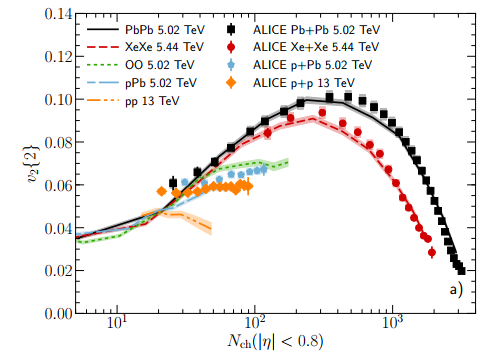 0.14
0.12
0.10
0.08
0.06
0.04
0.02
0.00
v₂{2}
PbPb 5.02 TeV
XeXe 5.44 TeV
OO 5.02 TeV
pPb 5.02 TeV
pp 13 TeV
ALICE Pb+Pb 5.02 TeV
ALICE Xe+Xe 5.44 TeV
ALICE p+Pb 5.02 TeV
ALICE p+p 13 TeV
a)
10¹ 10² 10³
N_ch(|η| < 0.8)